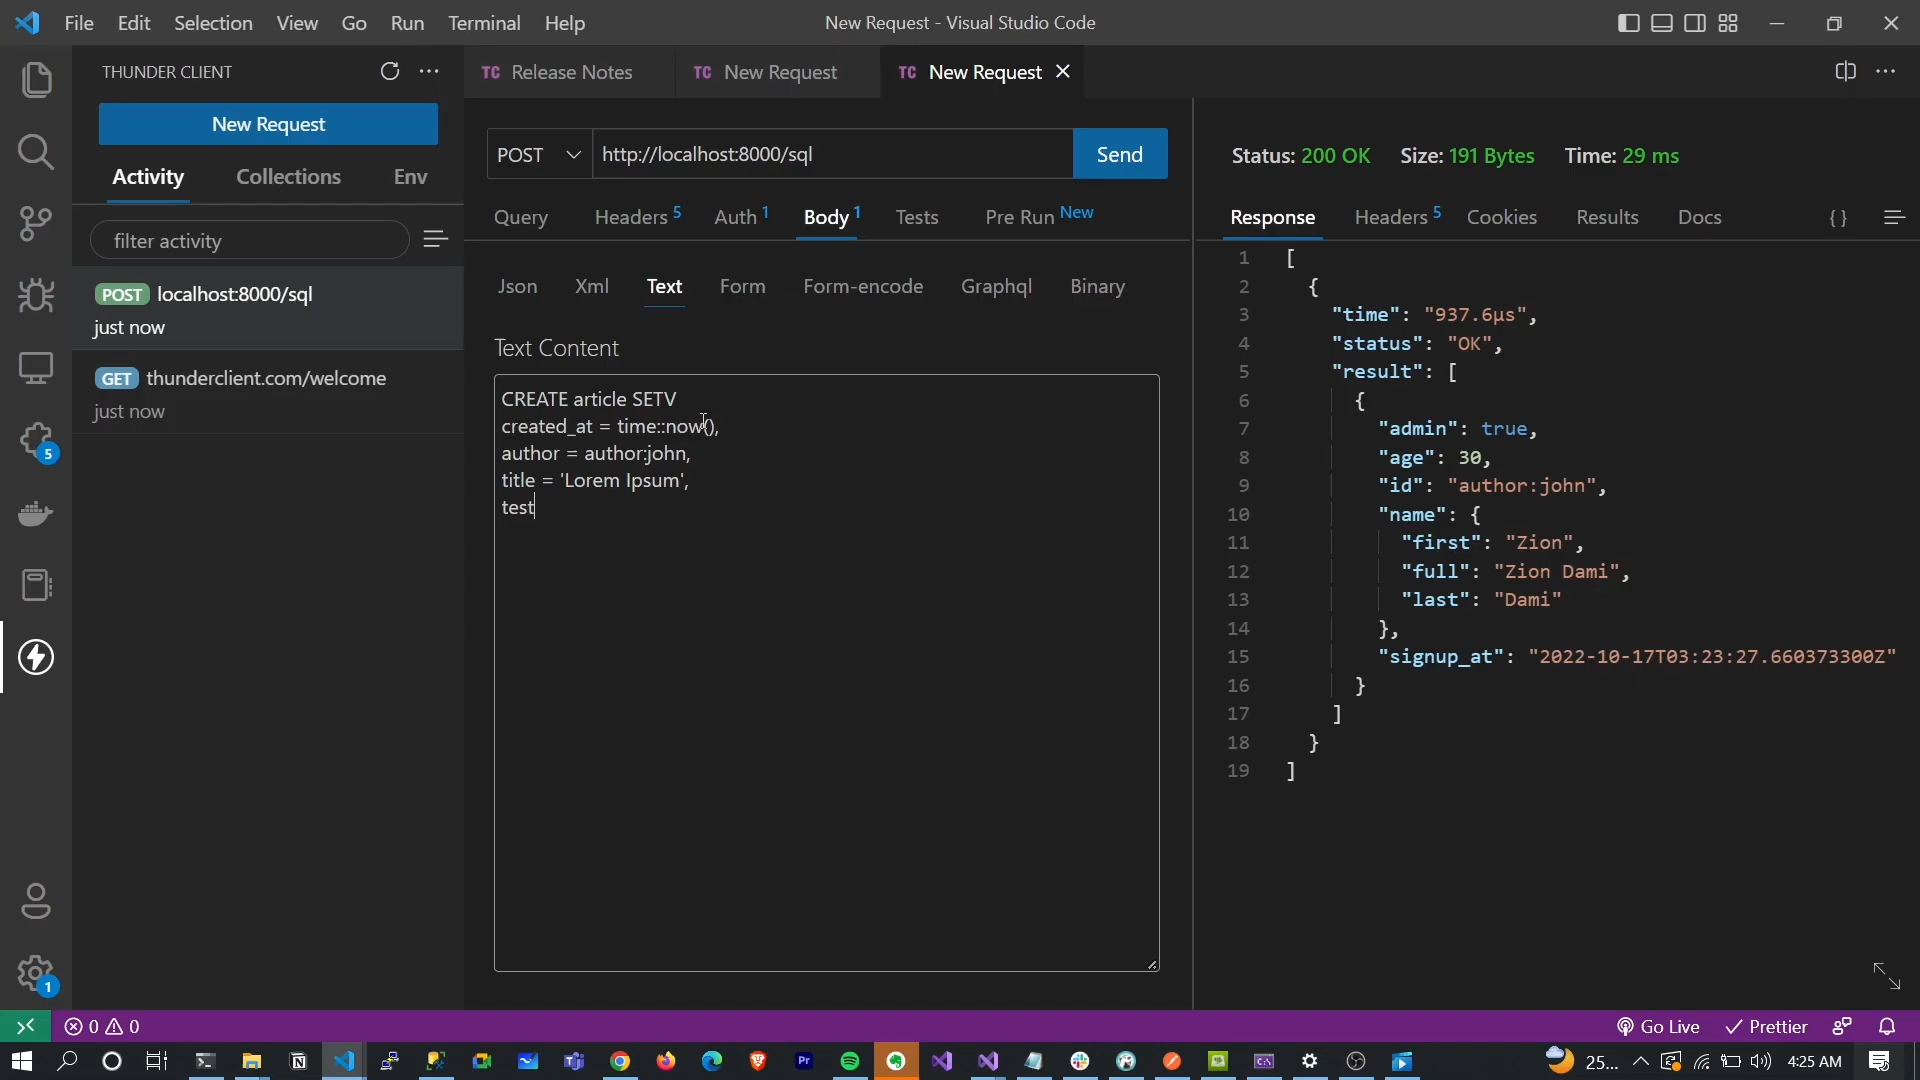 File Edit Selection View Go Run Terminal Help
New Request - Visual Studio Code
THUNDER CLIENT
New Request
Activity Collections Env
filter activity
POST localhost:8000/sql
just now
GET thunderclient.com/welcome
just now
TC Release Notes
TC New Request
TC New Request
POST http://localhost:8000/sql Send
Query Headers 5 Auth 1 Body 1 Tests Pre Run New
Json Xml Text Form Form-encode Graphql Binary
Text Content
CREATE article SETV
created_at = time::now(),
author = author:john,
title = 'Lorem Ipsum',
test
Status: 200 OK Size: 191 Bytes Time: 29 ms
Response Headers 5 Cookies Results Docs { }
1 [
2 {
3 "time": "937.6µs",
4 "status": "OK",
5 "result": [
6 {
7 "admin": true,
8 "age": 30,
9 "id": "author:john",
10 "name": {
11 "first": "Zion",
12 "full": "Zion Dami",
13 "last": "Dami"
14 },
15 "signup_at": "2022-10-17T03:23:27.660373300Z"
16 }
17 ]
18 }
19 ]
5
1
0 0
Go Live Prettier
Pr
25... 4:25 AM